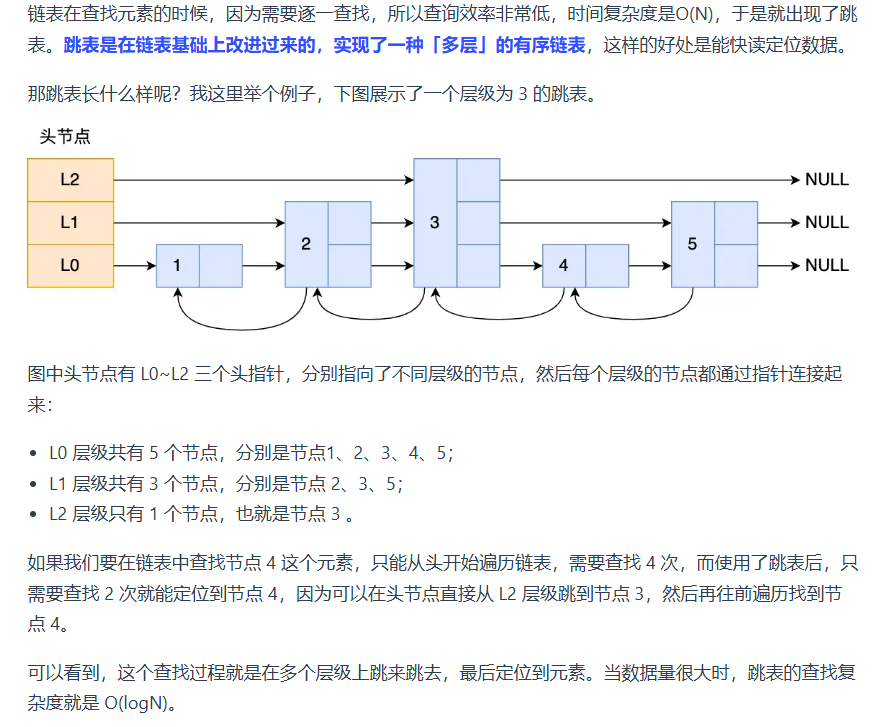 链表在查找元素的时候，因为需要逐一查找，所以查询效率非常低，时间复杂度是O(N)，于是就出现了跳
表。跳表是在链表基础上改进过来的，实现了一种「多层」的有序链表，这样的好处是能快读定位数据。
那跳表长什么样呢？我这里举个例子，下图展示了一个层级为 3 的跳表。
头节点
L2
NULL
L1
3
NULL
2
5
L0
1
4
NULL
图中头节点有 L0~L2 三个头指针，分别指向了不同层级的节点，然后每个层级的节点都通过指针连接起
来：
• L0 层级共有 5 个节点，分别是节点1、2、3、4、5；
• L1 层级共有 3 个节点，分别是节点 2、3、5；
• L2 层级只有 1 个节点，也就是节点 3 。
如果我们要在链表中查找节点 4 这个元素，只能从头开始遍历链表，需要查找 4 次，而使用了跳表后，只
需要查找 2 次就能定位到节点 4，因为可以在头节点直接从 L2 层级跳到节点 3，然后再往前遍历找到节
点 4。
可以看到，这个查找过程就是在多个层级上跳来跳去，最后定位到元素。当数据量很大时，跳表的查找复
杂度就是 O(logN)。